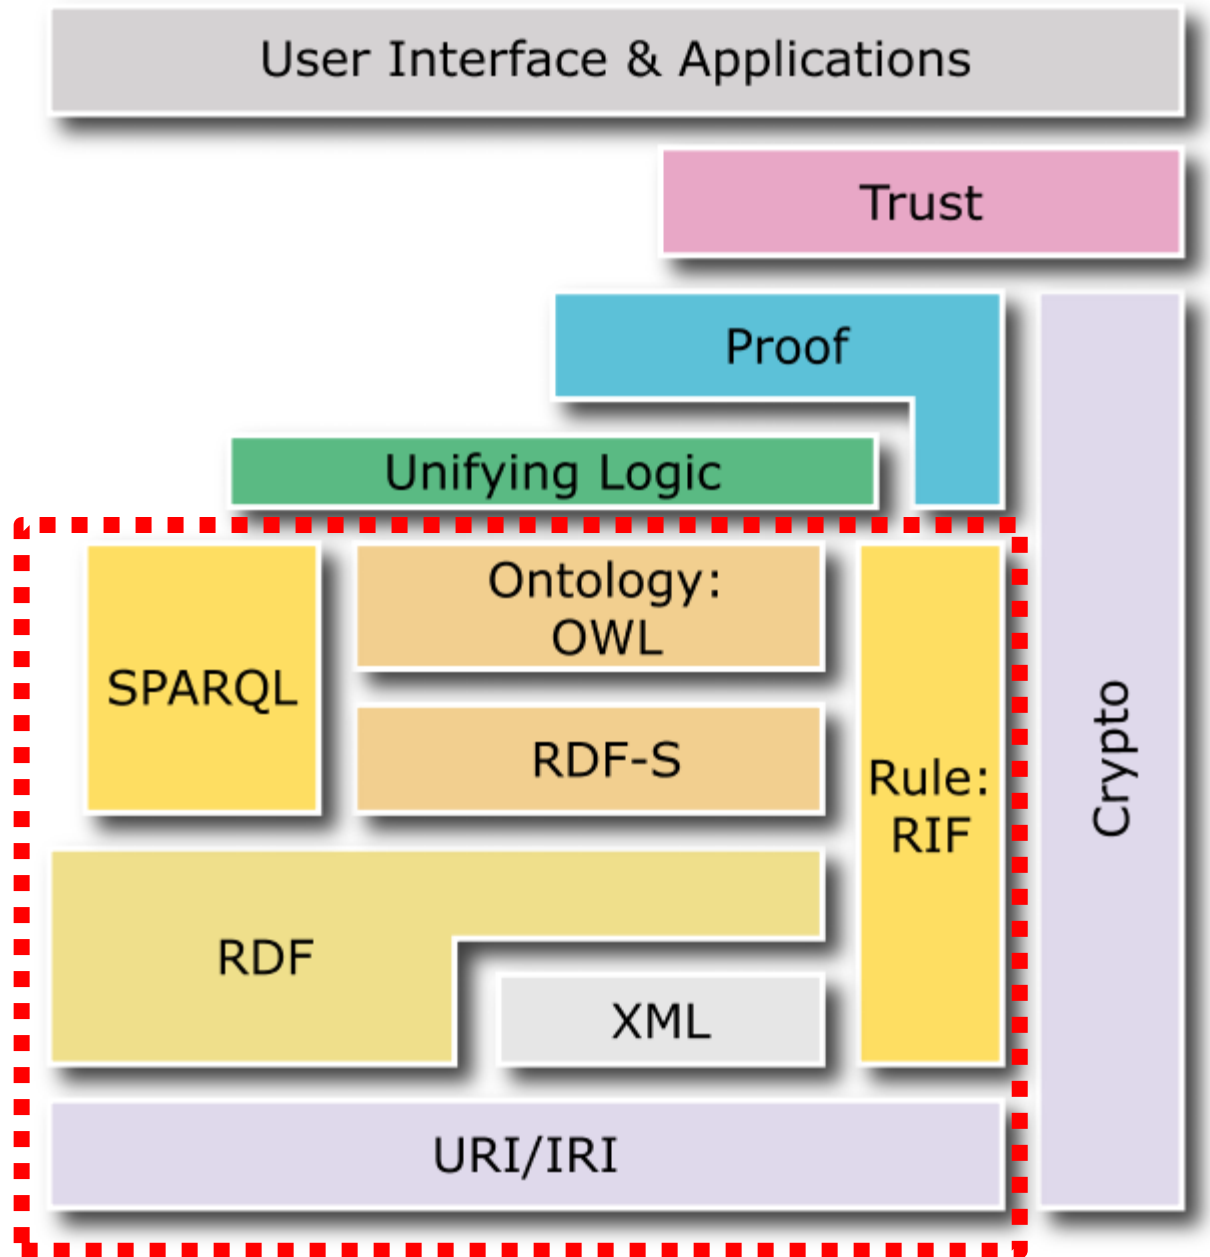 User Interface & Applications
Trust
Proof
Unifying Logic
Ontology:
OWL
SPARQL
RDF-S
Rule:
RIF
Crypto
RDF
XML
URI/IRI